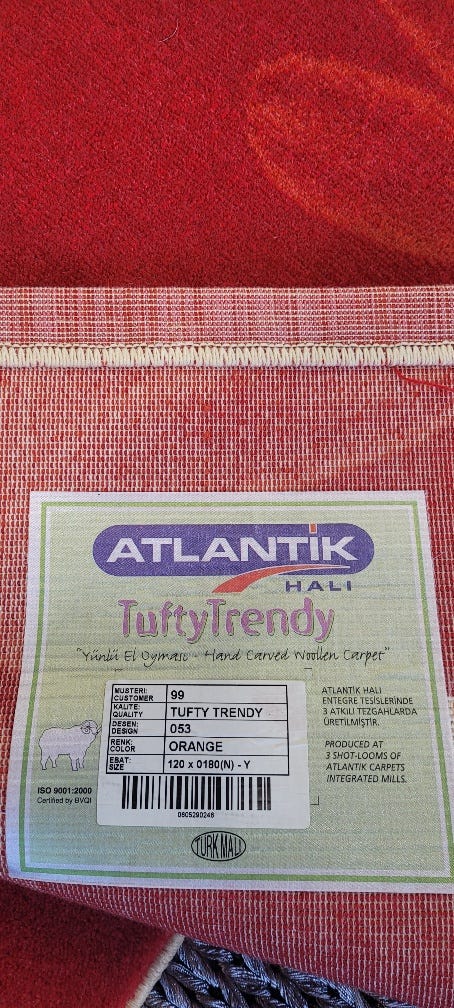 ATLANTİK
HALI
TuftyTrendy
"Yünlü El Oyması - Hand Carved Woollen Carpet"
MUSTERI:
CUSTOMER 99
KALITE:
QUALITY TUFTY TRENDY
DESEN:
DESIGN 053
RENK:
COLOR ORANGE
EBAT:
SIZE 120 x 0180(N) - Y
0605290246
ATLANTİK HALI
ENTEGRE TESİSLERİNDE
3 ATKILI TEZGAHLARDA
ÜRETİLMİŞTİR.
PRODUCED AT
3 SHOT-LOOMS OF
ATLANTIK CARPETS
INTEGRATED MILLS.
ISO 9001:2000
Certified by BVQI
TÜRK MALI